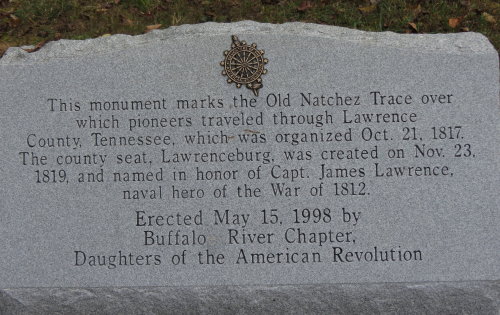 This monument marks the Old Natchez Trace over
which pioneers traveled through Lawrence
County, Tennessee, which was organized Oct. 21, 1817.
The county seat, Lawrenceburg, was created on Nov. 23,
1819, and named in honor of Capt. James Lawrence,
naval hero of the War of 1812.
Erected May 15, 1998 by
Buffalo River Chapter,
Daughters of the American Revolution